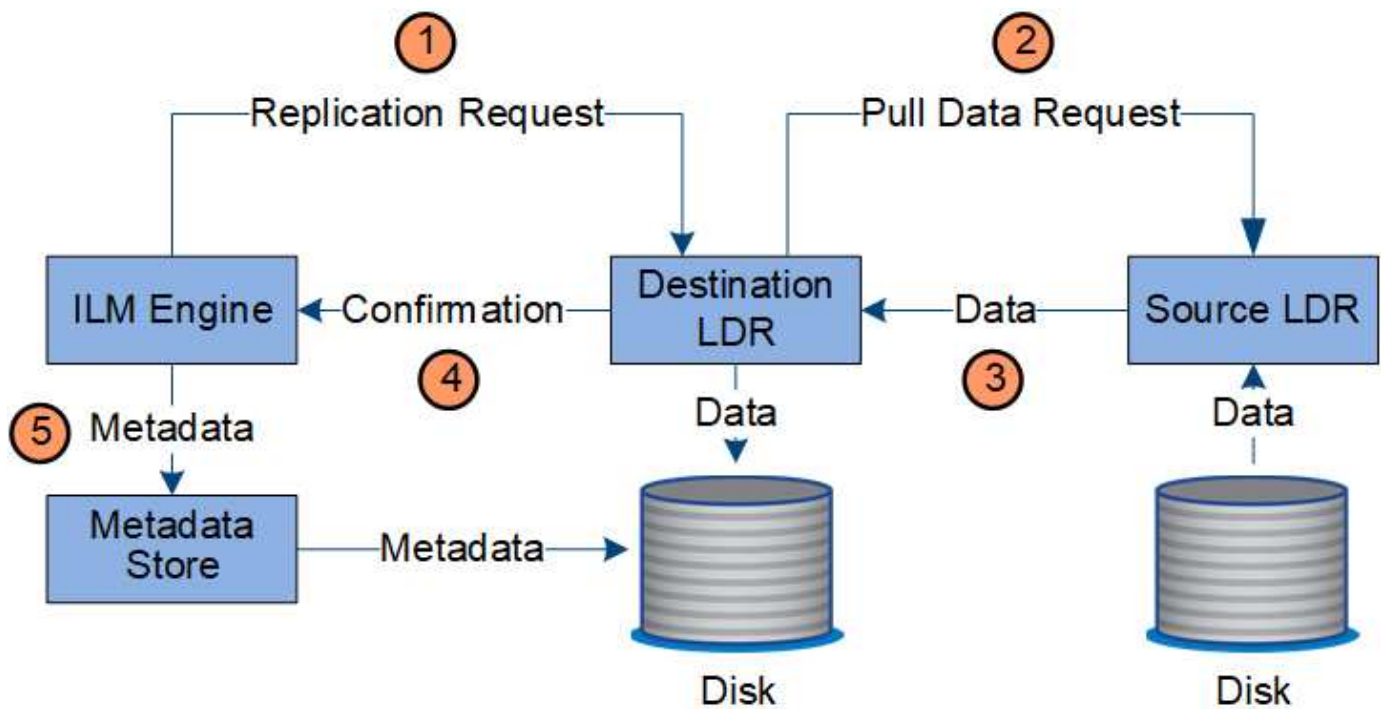 1
2
Replication Request
Pull Data Request
ILM Engine
Confirmation
Destination
LDR
Data
Source LDR
4
3
5
Metadata
Data
Data
Metadata
Store
Metadata
Disk
Disk